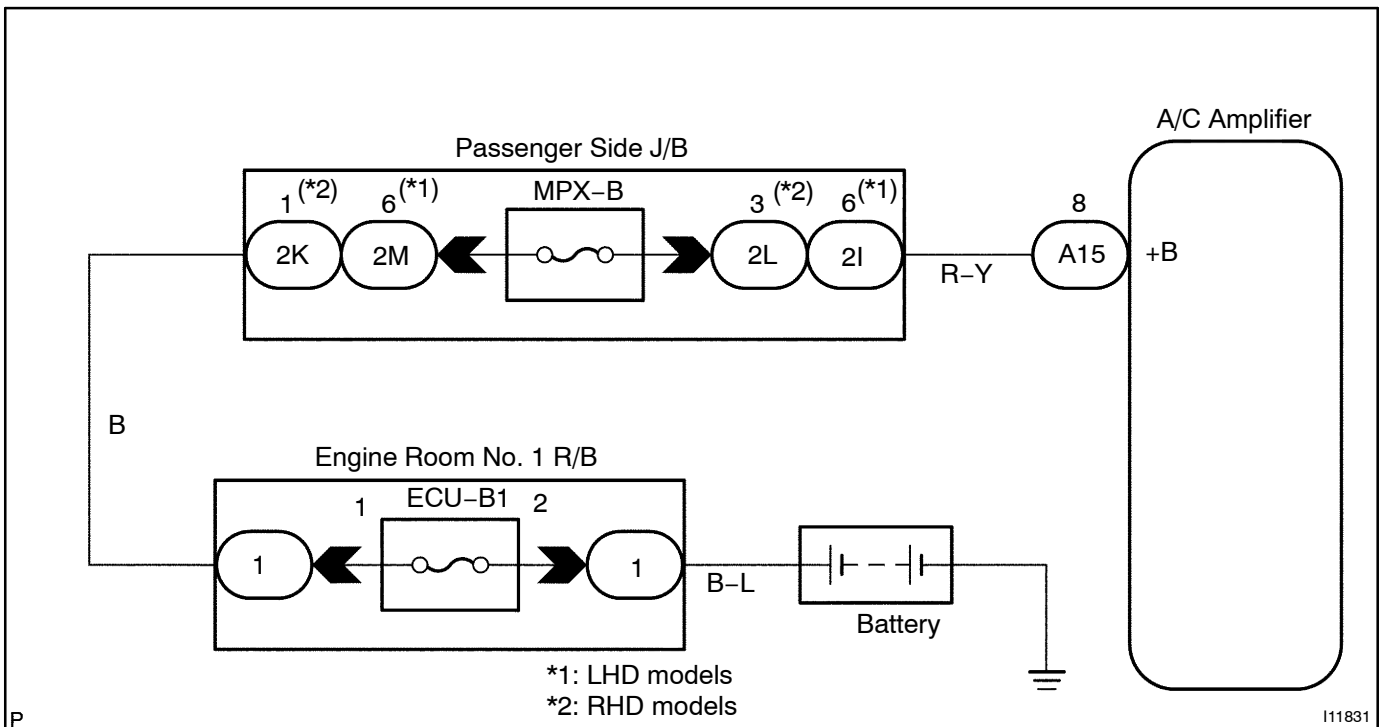 A/C Amplifier
Passenger Side J/B
1 (*2) 6 (*1) MPX−B 3 (*2) 6 (*1) 8
2K 2M 2L 2I A15 +B
R−Y
B
Engine Room No. 1 R/B
1 ECU−B1 2
1 1
B−L
Battery
*1: LHD models
*2: RHD models
P I11831